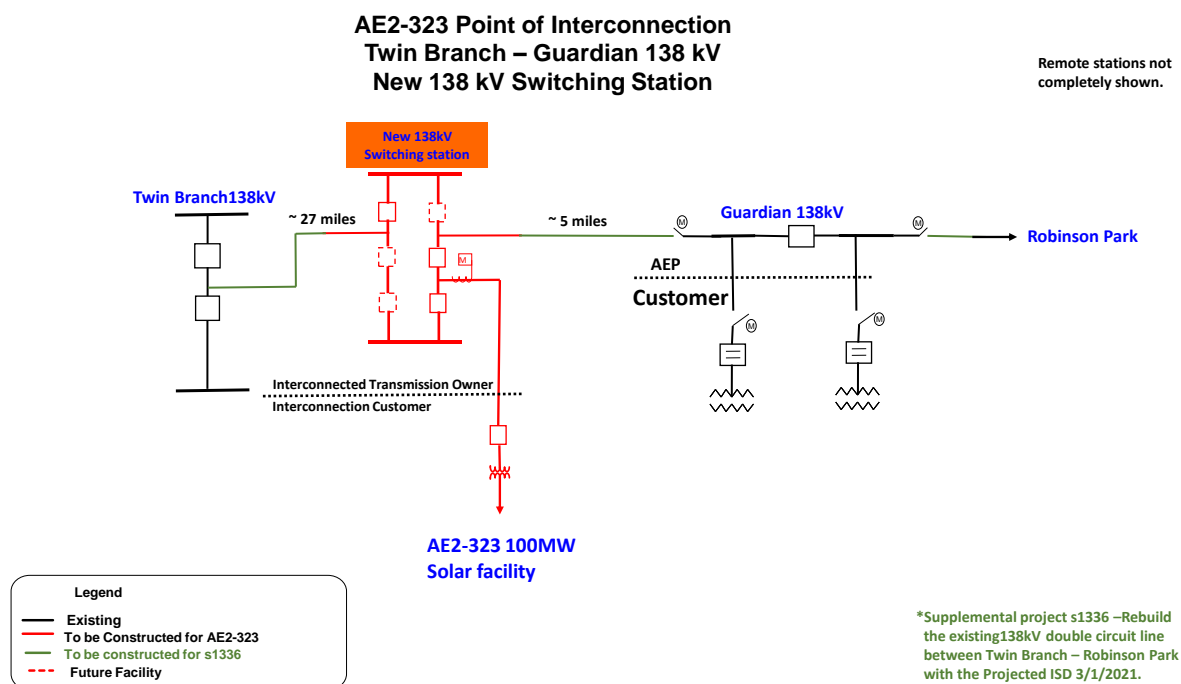 AE2-323 Point of Interconnection
Twin Branch – Guardian 138 kV
New 138 kV Switching Station
Remote stations not
completely shown.
New 138kV
Switching station
Twin Branch138kV
~ 27 miles
~ 5 miles
M
Guardian 138kV
M
Robinson Park
M
AEP
Customer
M
M
Interconnected Transmission Owner
Interconnection Customer
AE2-323 100MW
Solar facility
Legend
Existing
To be Constructed for AE2-323
To be constructed for s1336
Future Facility
*Supplemental project s1336 –Rebuild
the existing138kV double circuit line
between Twin Branch – Robinson Park
with the Projected ISD 3/1/2021.